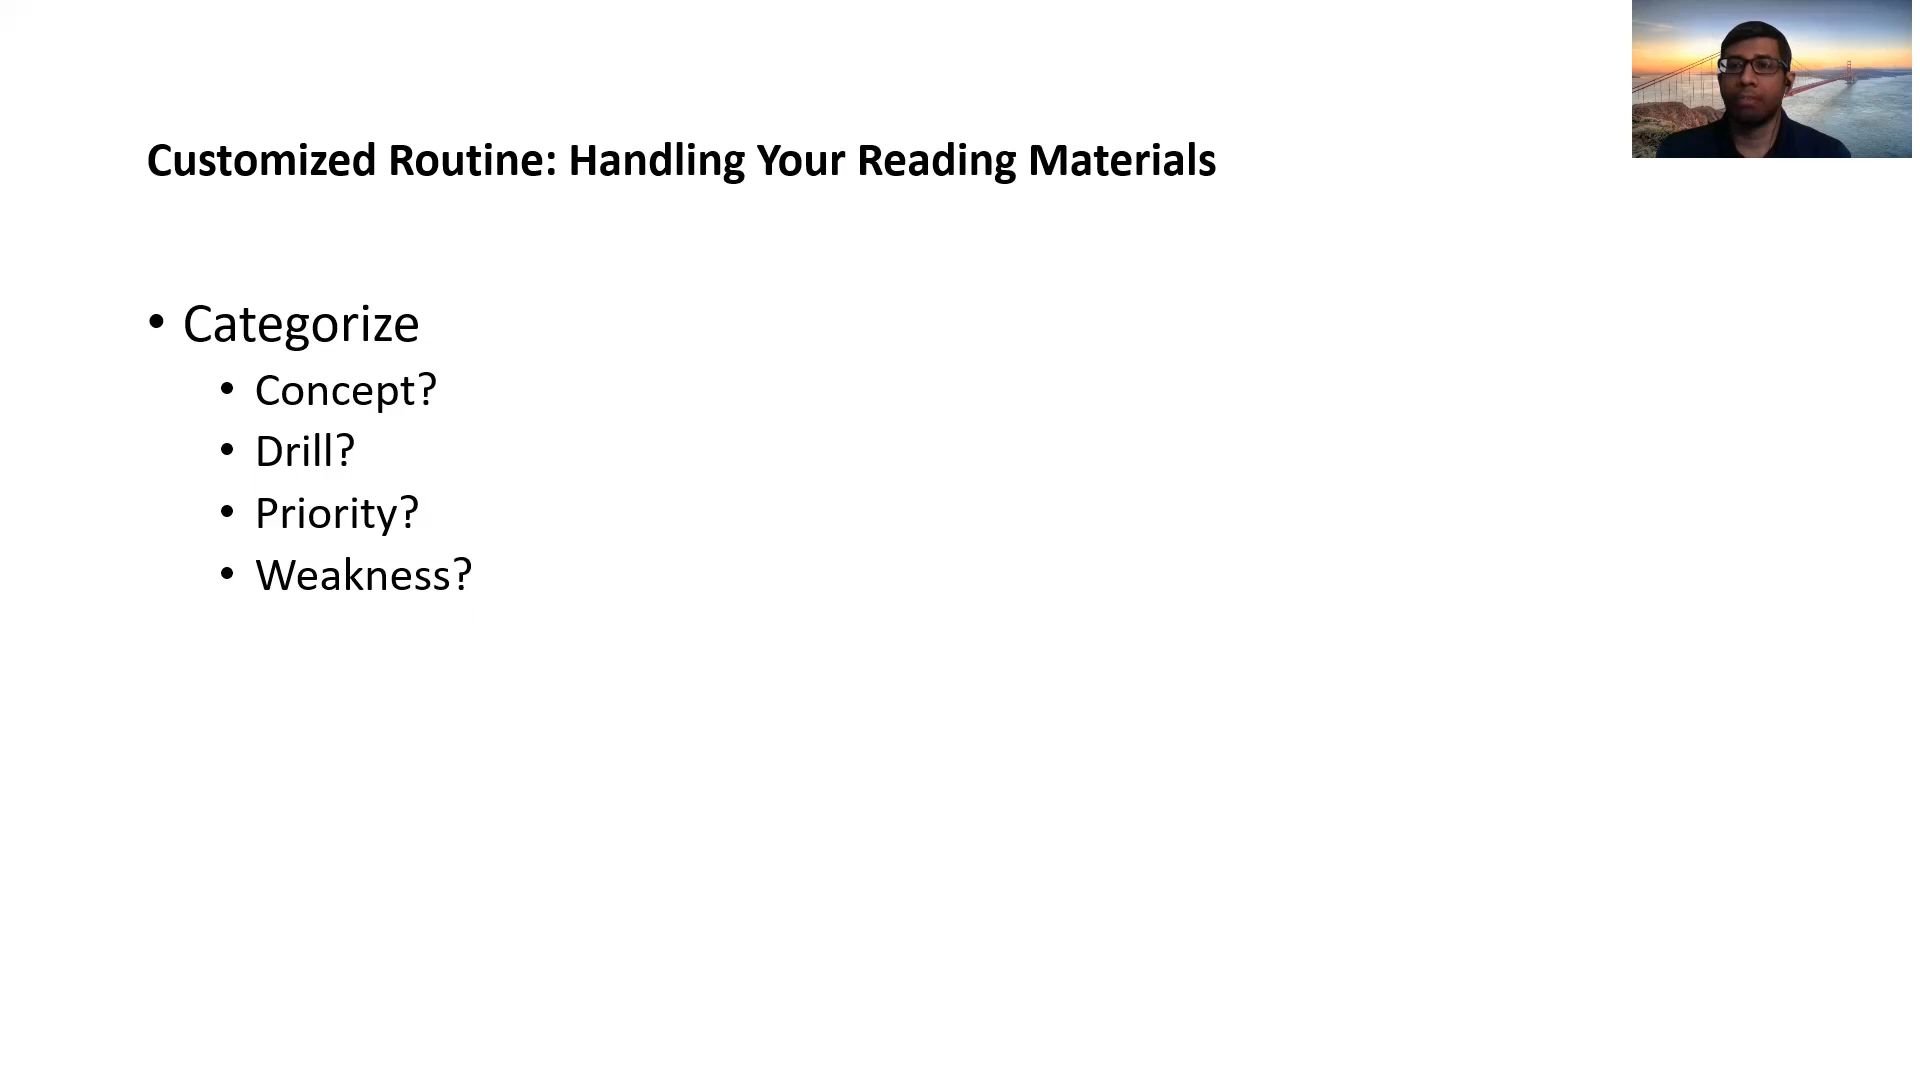 Customized Routine: Handling Your Reading Materials
• Categorize
• Concept?
• Drill?
• Priority?
• Weakness?